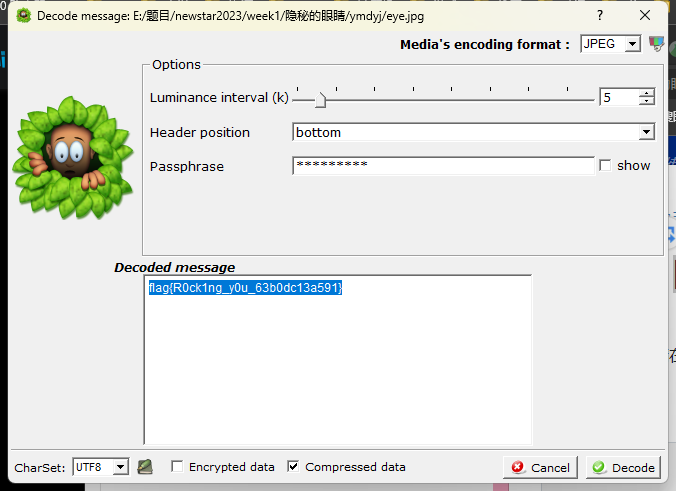 Decode message: E:/题目/newstar2023/week1/隐秘的眼睛/ymdyj/eye.jpg
Media's encoding format :
JPEG
Options
Luminance interval (k)
5
Header position
bottom
Passphrase
*********
show
Decoded message
flag{R0ck1ng_y0u_63b0dc13a591}
CharSet:
UTF8
Encrypted data
Compressed data
Cancel
Decode